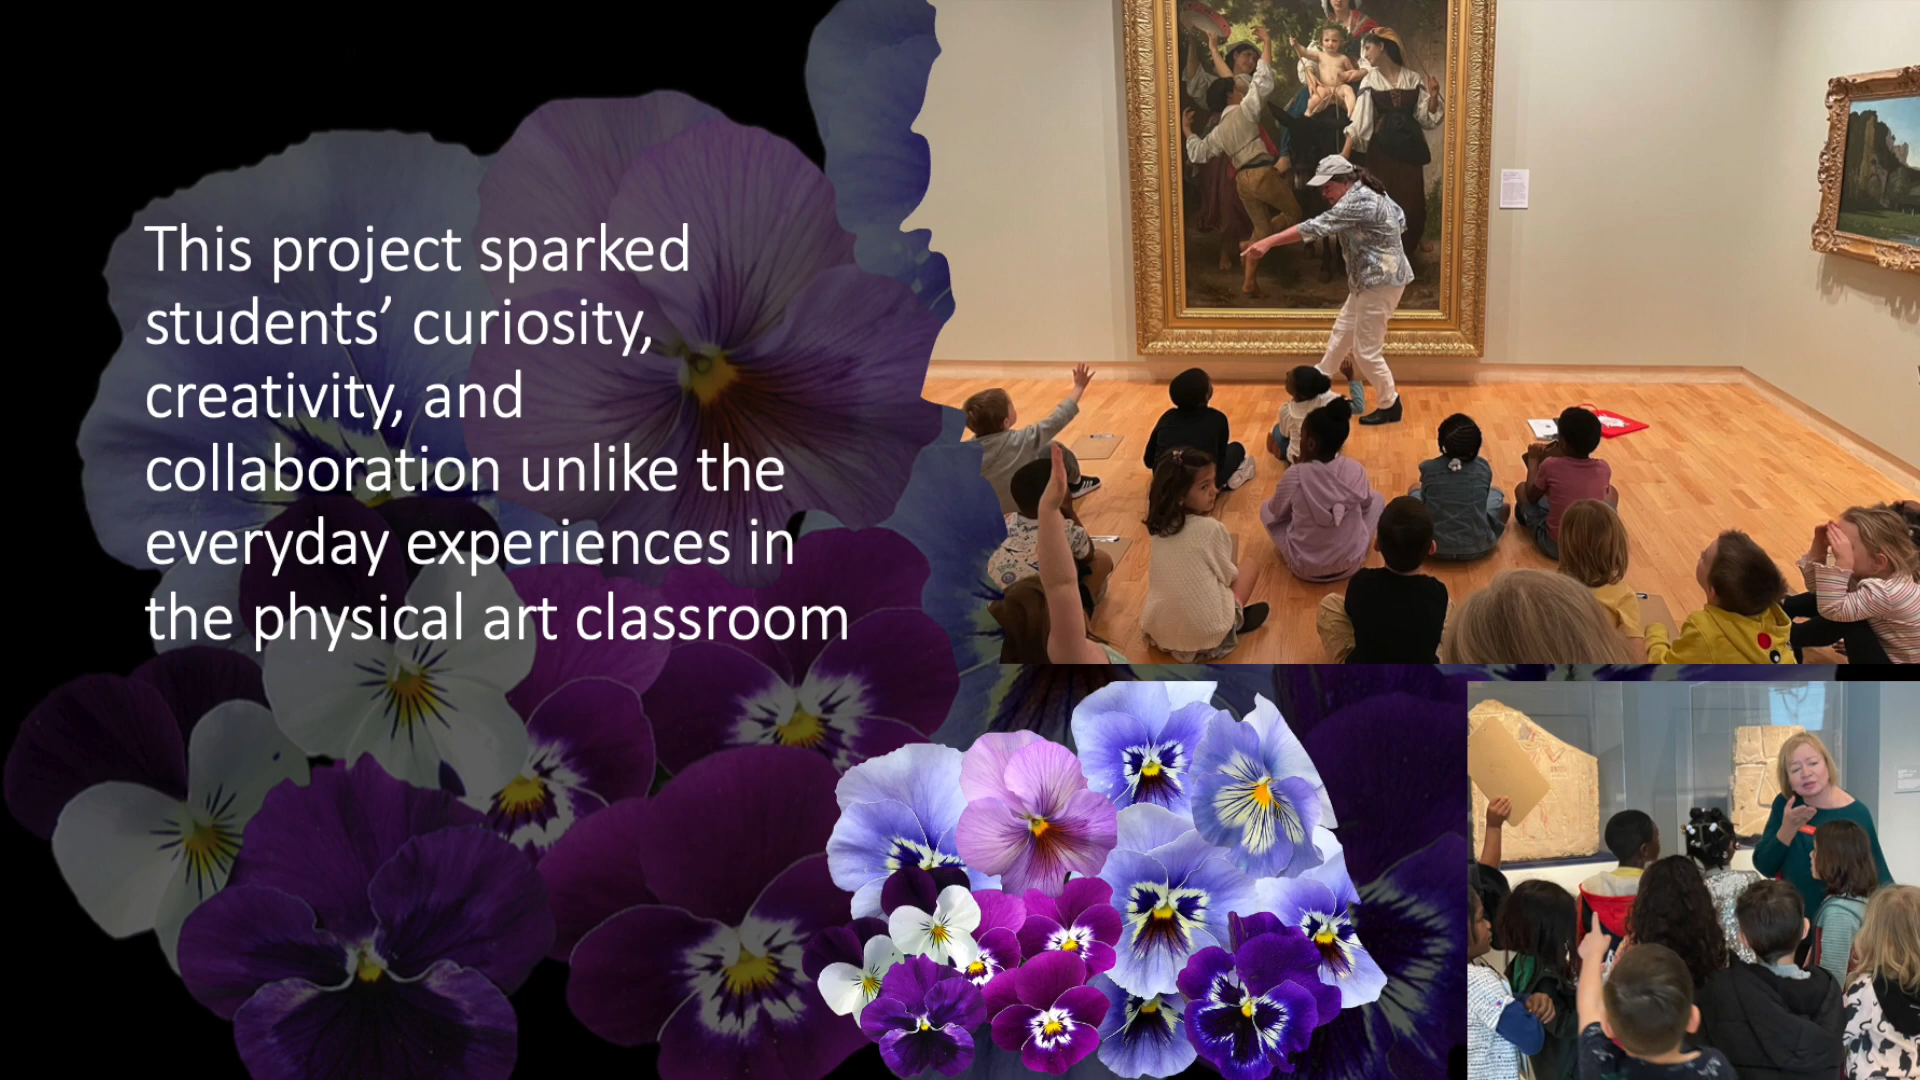 This project sparked
students’ curiosity,
creativity, and
collaboration unlike the
everyday experiences in
the physical art classroom